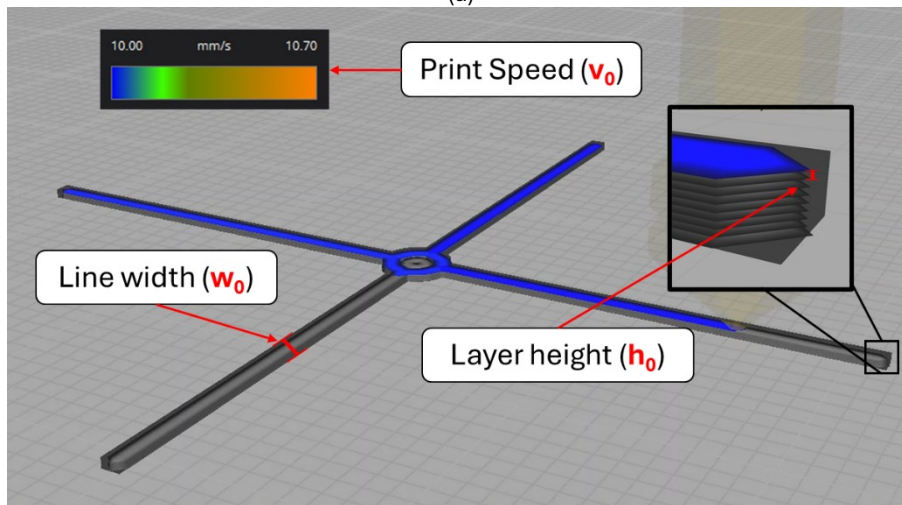 (a)
10.00 mm/s 10.70
Print Speed (v₀)
Line width (w₀)
Layer height (h₀)